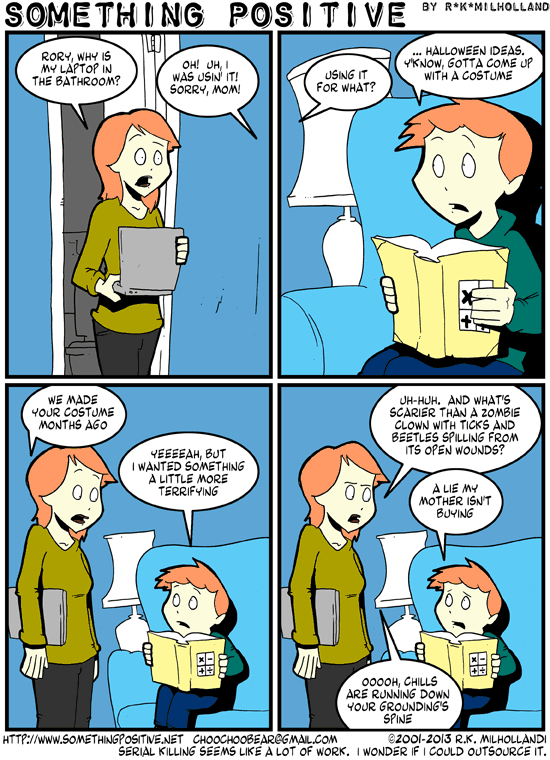 SOMETHING POSITIVE BY R*K*MILHOLLAND
RORY, WHY IS
MY LAPTOP IN
THE BATHROOM?
OH! UH, I
WAS USIN' IT!
SORRY, MOM!
USING IT
FOR WHAT?
... HALLOWEEN IDEAS.
Y'KNOW, GOTTA COME UP
WITH A COSTUME
WE MADE
YOUR COSTUME
MONTHS AGO
YEEEEAH, BUT
I WANTED SOMETHING
A LITTLE MORE
TERRIFYING
UH-HUH. AND WHAT'S
SCARIER THAN A ZOMBIE
CLOWN WITH TICKS AND
BEETLES SPILLING FROM
ITS OPEN WOUNDS?
A LIE MY
MOTHER ISN'T
BUYING
OOOOH, CHILLS
ARE RUNNING DOWN
YOUR GROUNDING'S
SPINE
HTTP://WWW.SOMETHINGPOSITIVE.NET CHOOCHOOBEAR@GMAIL.COM ©2001-2013 R.K. MILHOLLAND!
SERIAL KILLING SEEMS LIKE A LOT OF WORK. I WONDER IF I COULD OUTSOURCE IT.